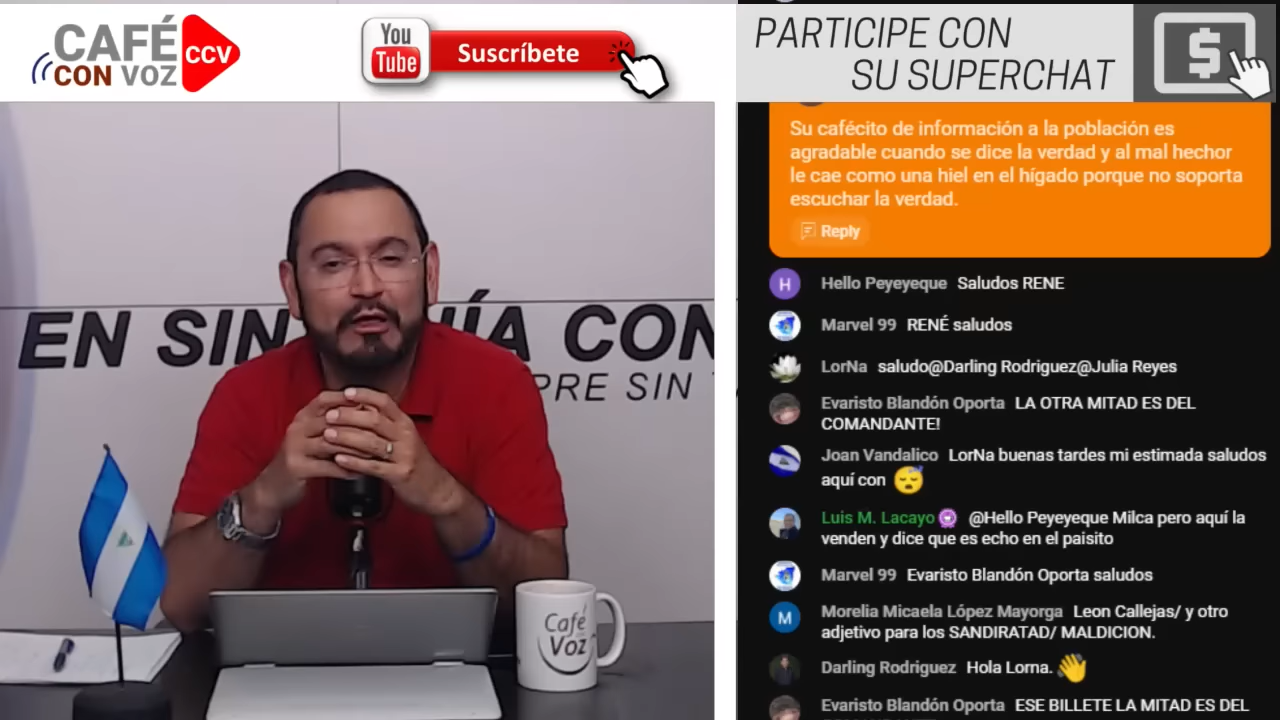 CAFÉ
CON VOZ
CCV
You
Tube
Suscríbete
PARTICIPE CON
SU SUPERCHAT
$
EN SIN ÍA CON
PRE SIN
Café
Voz
Su cafécito de información a la población es
agradable cuando se dice la verdad y al mal hechor
le cae como una hiel en el hígado porque no soporta
escuchar la verdad.
Reply
H Hello Peyeyeque Saludos RENE
Marvel 99 RENÉ saludos
LorNa saludo@Darling Rodriguez@Julia Reyes
Evaristo Blandón Oporta LA OTRA MITAD ES DEL
COMANDANTE!
Joan Vandalico LorNa buenas tardes mi estimada saludos
aquí con 😴
Luis M. Lacayo @Hello Peyeyeque Milca pero aquí la
venden y dice que es echo en el paisito
Marvel 99 Evaristo Blandón Oporta saludos
M Morelia Micaela López Mayorga Leon Callejas/ y otro
adjetivo para los SANDIRATAD/ MALDICION.
Darling Rodriguez Hola Lorna. 👋
Evaristo Blandón Oporta ESE BILLETE LA MITAD ES DEL